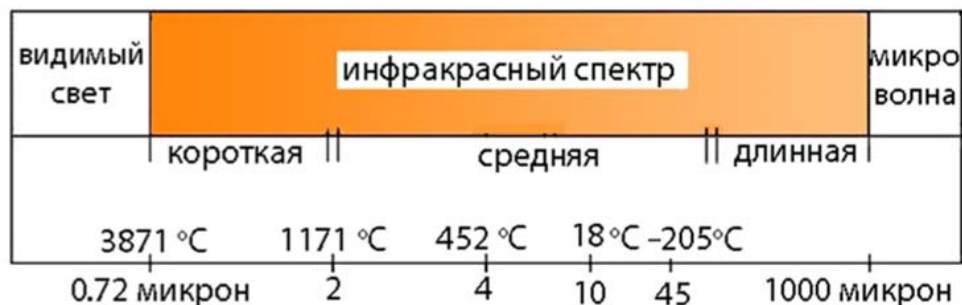 видимый свет
инфракрасный спектр
микро волна
короткая средняя длинная
3871 °C 1171 °C 452 °C 18°C –205°C
0.72 микрон 2 4 10 45 1000 микрон